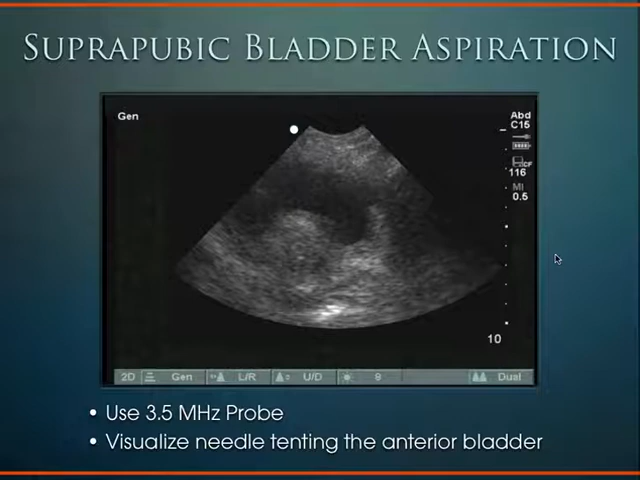 SUPRAPUBIC BLADDER ASPIRATION
Gen
Abd
C15
CF
116
MI
0.5
10
2D Gen L/R U/D Dual
• Use 3.5 MHz Probe
• Visualize needle tenting the anterior bladder